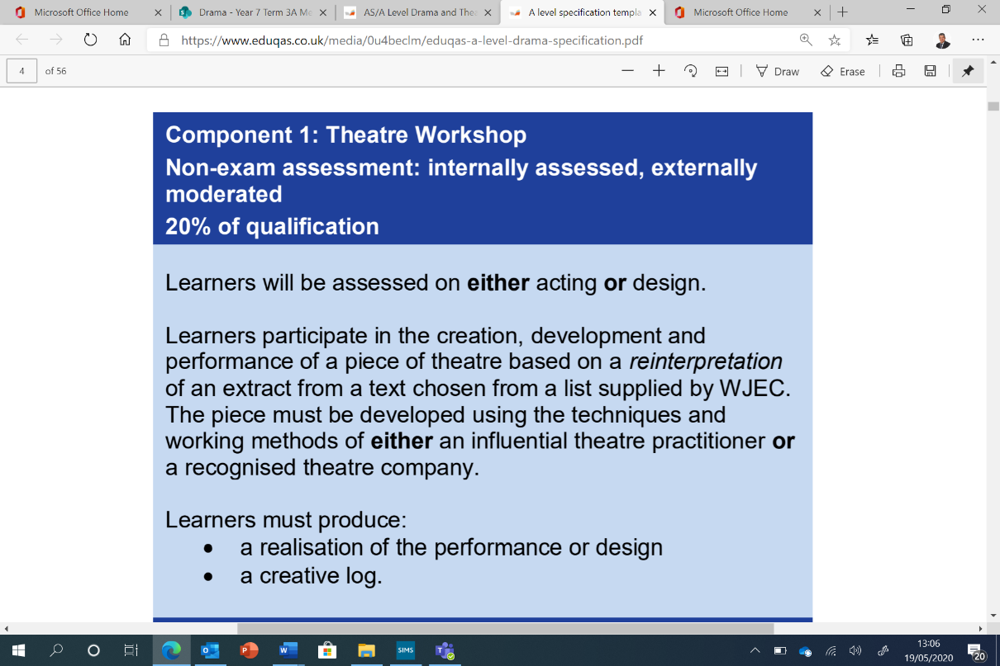 Microsoft Office Home
Drama - Year 7 Term 3A M
AS/A Level Drama and The
A level specification templa
Microsoft Office Home
https://www.eduqas.co.uk/media/0u4beclm/eduqas-a-level-drama-specification.pdf
4 of 56
Draw
Erase
Component 1: Theatre Workshop
Non-exam assessment: internally assessed, externally
moderated
20% of qualification
Learners will be assessed on either acting or design.
Learners participate in the creation, development and
performance of a piece of theatre based on a reinterpretation
of an extract from a text chosen from a list supplied by WJEC.
The piece must be developed using the techniques and
working methods of either an influential theatre practitioner or
a recognised theatre company.
Learners must produce:
• a realisation of the performance or design
• a creative log.
SIMS
13:06
19/05/2020
20